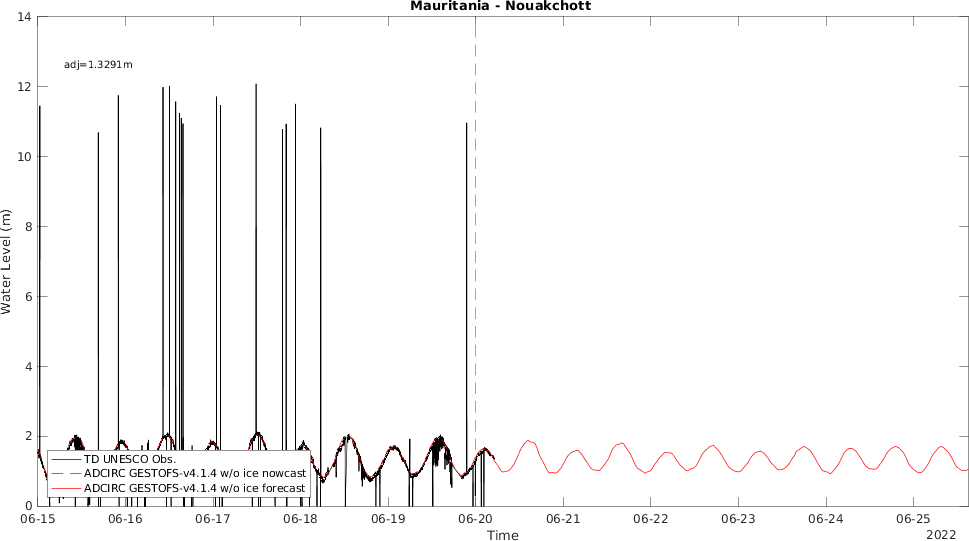 Mauritania - Nouakchott
14
12
10
8
6
4
2
0
Water Level (m)
adj=1.3291m
TD UNESCO Obs.
ADCIRC GESTOFS-v4.1.4 w/o ice nowcast
ADCIRC GESTOFS-v4.1.4 w/o ice forecast
06-15 06-16 06-17 06-18 06-19 06-20 06-21 06-22 06-23 06-24 06-25
Time
2022